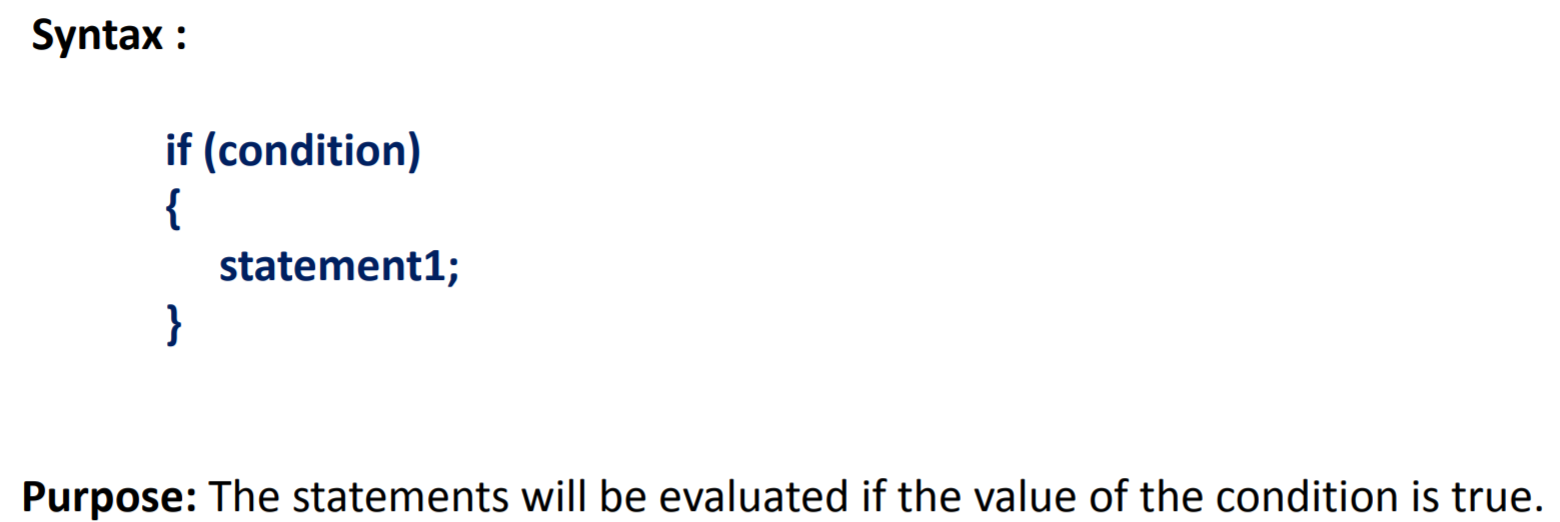 Syntax :
if (condition)
{
statement1;
}
Purpose: The statements will be evaluated if the value of the condition is true.